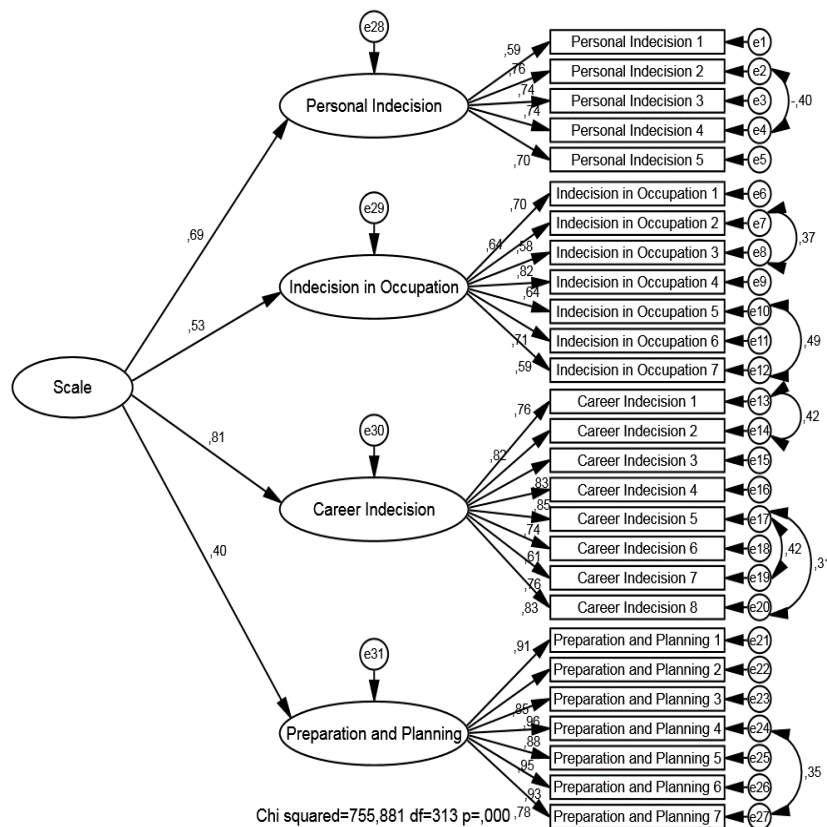 e28
Personal Indecision
,59
,76
,74
,74
,70
Personal Indecision 1
e1
Personal Indecision 2
e2
Personal Indecision 3
e3
Personal Indecision 4
e4
Personal Indecision 5
e5
-,40
,69
e29
Indecision in Occupation
,70
,64
,58
,82
,64
,71
,59
Indecision in Occupation 1
e6
Indecision in Occupation 2
e7
Indecision in Occupation 3
e8
Indecision in Occupation 4
e9
Indecision in Occupation 5
e10
Indecision in Occupation 6
e11
Indecision in Occupation 7
e12
,37
,49
,53
Scale
,81
e30
Career Indecision
,76
,82
,83
,85
,74
,61
,76
,83
Career Indecision 1
e13
Career Indecision 2
e14
Career Indecision 3
e15
Career Indecision 4
e16
Career Indecision 5
e17
Career Indecision 6
e18
Career Indecision 7
e19
Career Indecision 8
e20
,42
,42
,40
e31
Preparation and Planning
,91
,85
,96
,88
,95
,93
,78
Preparation and Planning 1
e21
Preparation and Planning 2
e22
Preparation and Planning 3
e23
Preparation and Planning 4
e24
Preparation and Planning 5
e25
Preparation and Planning 6
e26
Preparation and Planning 7
e27
,35
Chi squared=755,881 df=313 p=,000